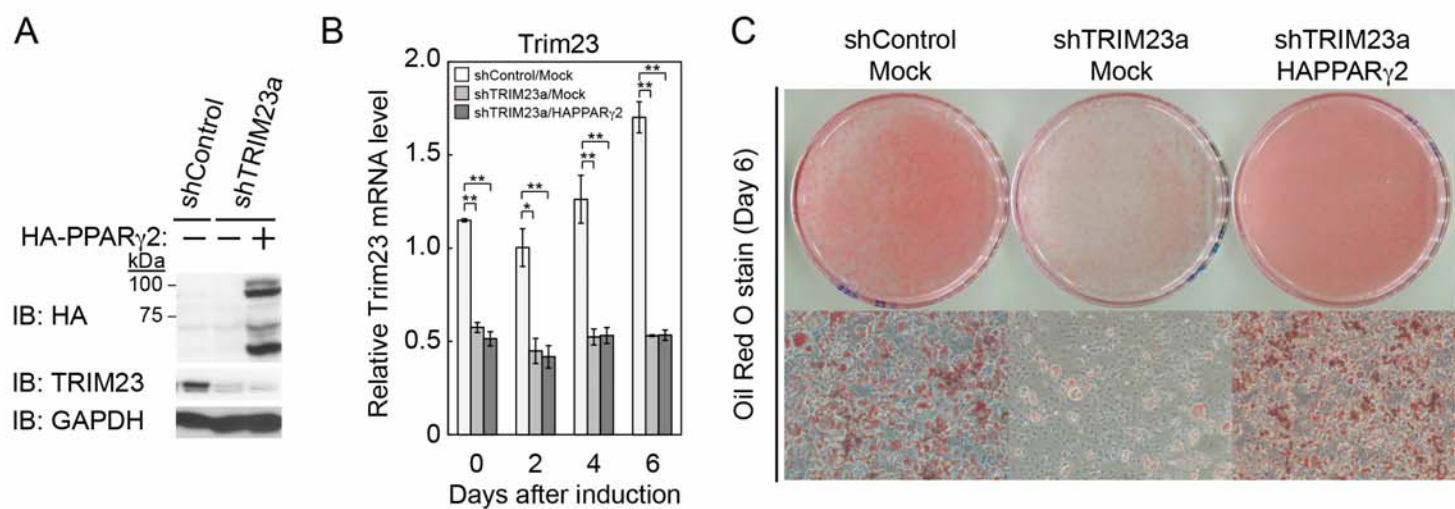 A
shControl
shTRIM23a
HA-PPARγ2: − − +
kDa
100
75
IB: HA
IB: TRIM23
IB: GAPDH
B
Trim23
2.0
1.5
1.0
0.5
0
Relative Trim23 mRNA level
shControl/Mock
shTRIM23a/Mock
shTRIM23a/HAPPARγ2
** **
* **
** **
** **
0 2 4 6
Days after induction
C
shControl
Mock
shTRIM23a
Mock
shTRIM23a
HAPPARγ2
Oil Red O stain (Day 6)